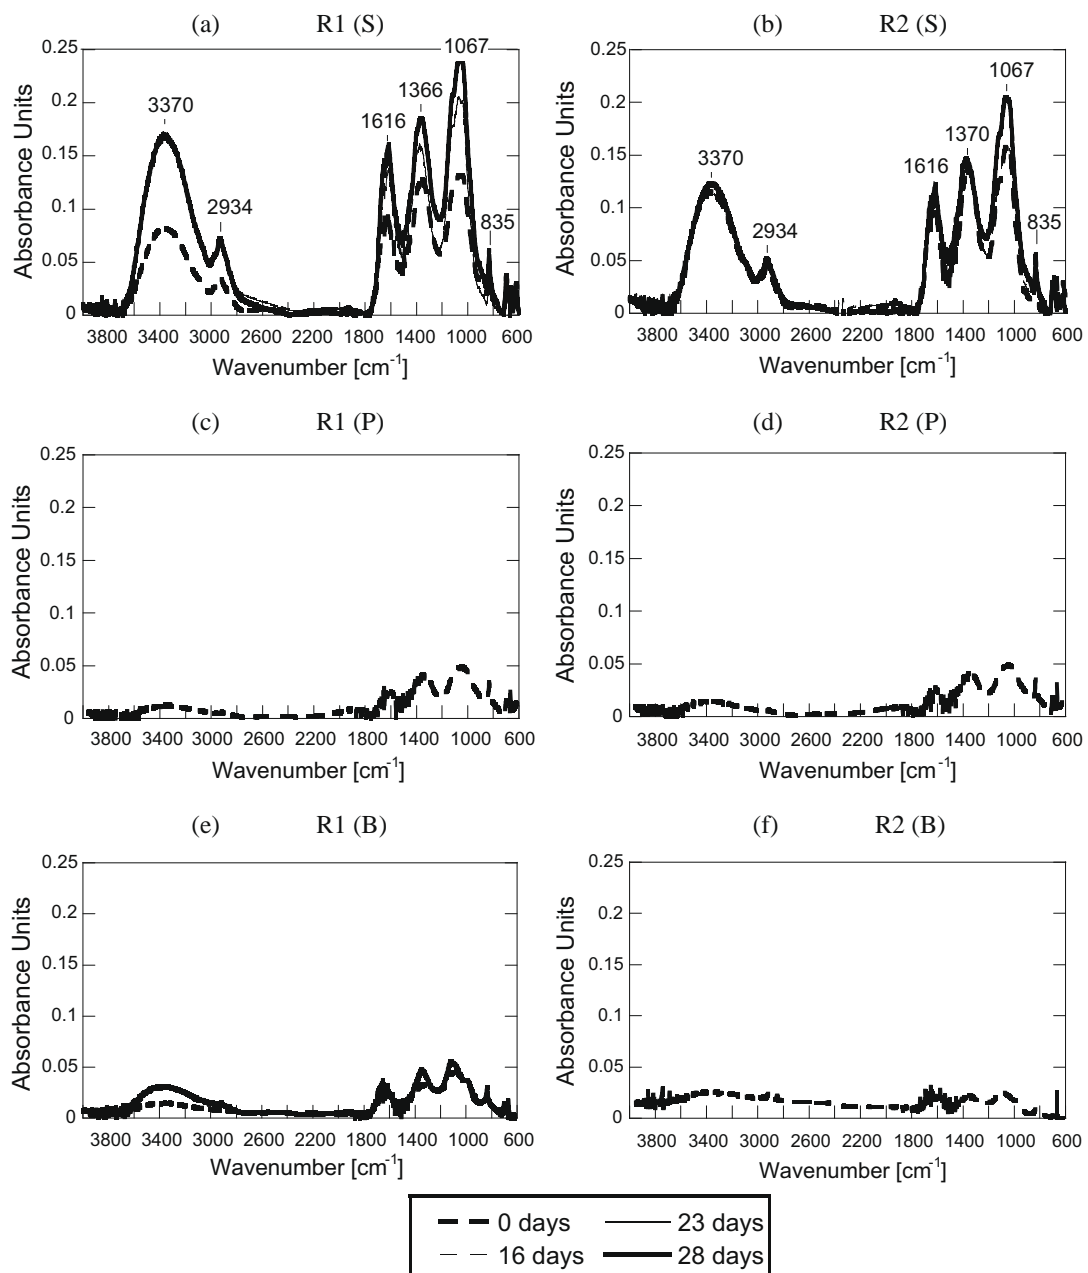 (a) R1 (S)
0.25
0.2
0.15
0.1
0.05
0
Absorbance Units
3370
2934
1616
1366
1067
835
3800 3400 3000 2600 2200 1800 1400 1000 600
Wavenumber [cm-1]
(b) R2 (S)
0.25
0.2
0.15
0.1
0.05
0
Absorbance Units
3370
2934
1616
1370
1067
835
3800 3400 3000 2600 2200 1800 1400 1000 600
Wavenumber [cm-1]
(c) R1 (P)
0.25
0.2
0.15
0.1
0.05
0
Absorbance Units
3800 3400 3000 2600 2200 1800 1400 1000 600
Wavenumber [cm-1]
(d) R2 (P)
0.25
0.2
0.15
0.1
0.05
0
Absorbance Units
3800 3400 3000 2600 2200 1800 1400 1000 600
Wavenumber [cm-1]
(e) R1 (B)
0.25
0.2
0.15
0.1
0.05
0
Absorbance Units
3800 3400 3000 2600 2200 1800 1400 1000 600
Wavenumber [cm-1]
(f) R2 (B)
0.25
0.2
0.15
0.1
0.05
0
Absorbance Units
3800 3400 3000 2600 2200 1800 1400 1000 600
Wavenumber [cm-1]
0 days 23 days
16 days 28 days